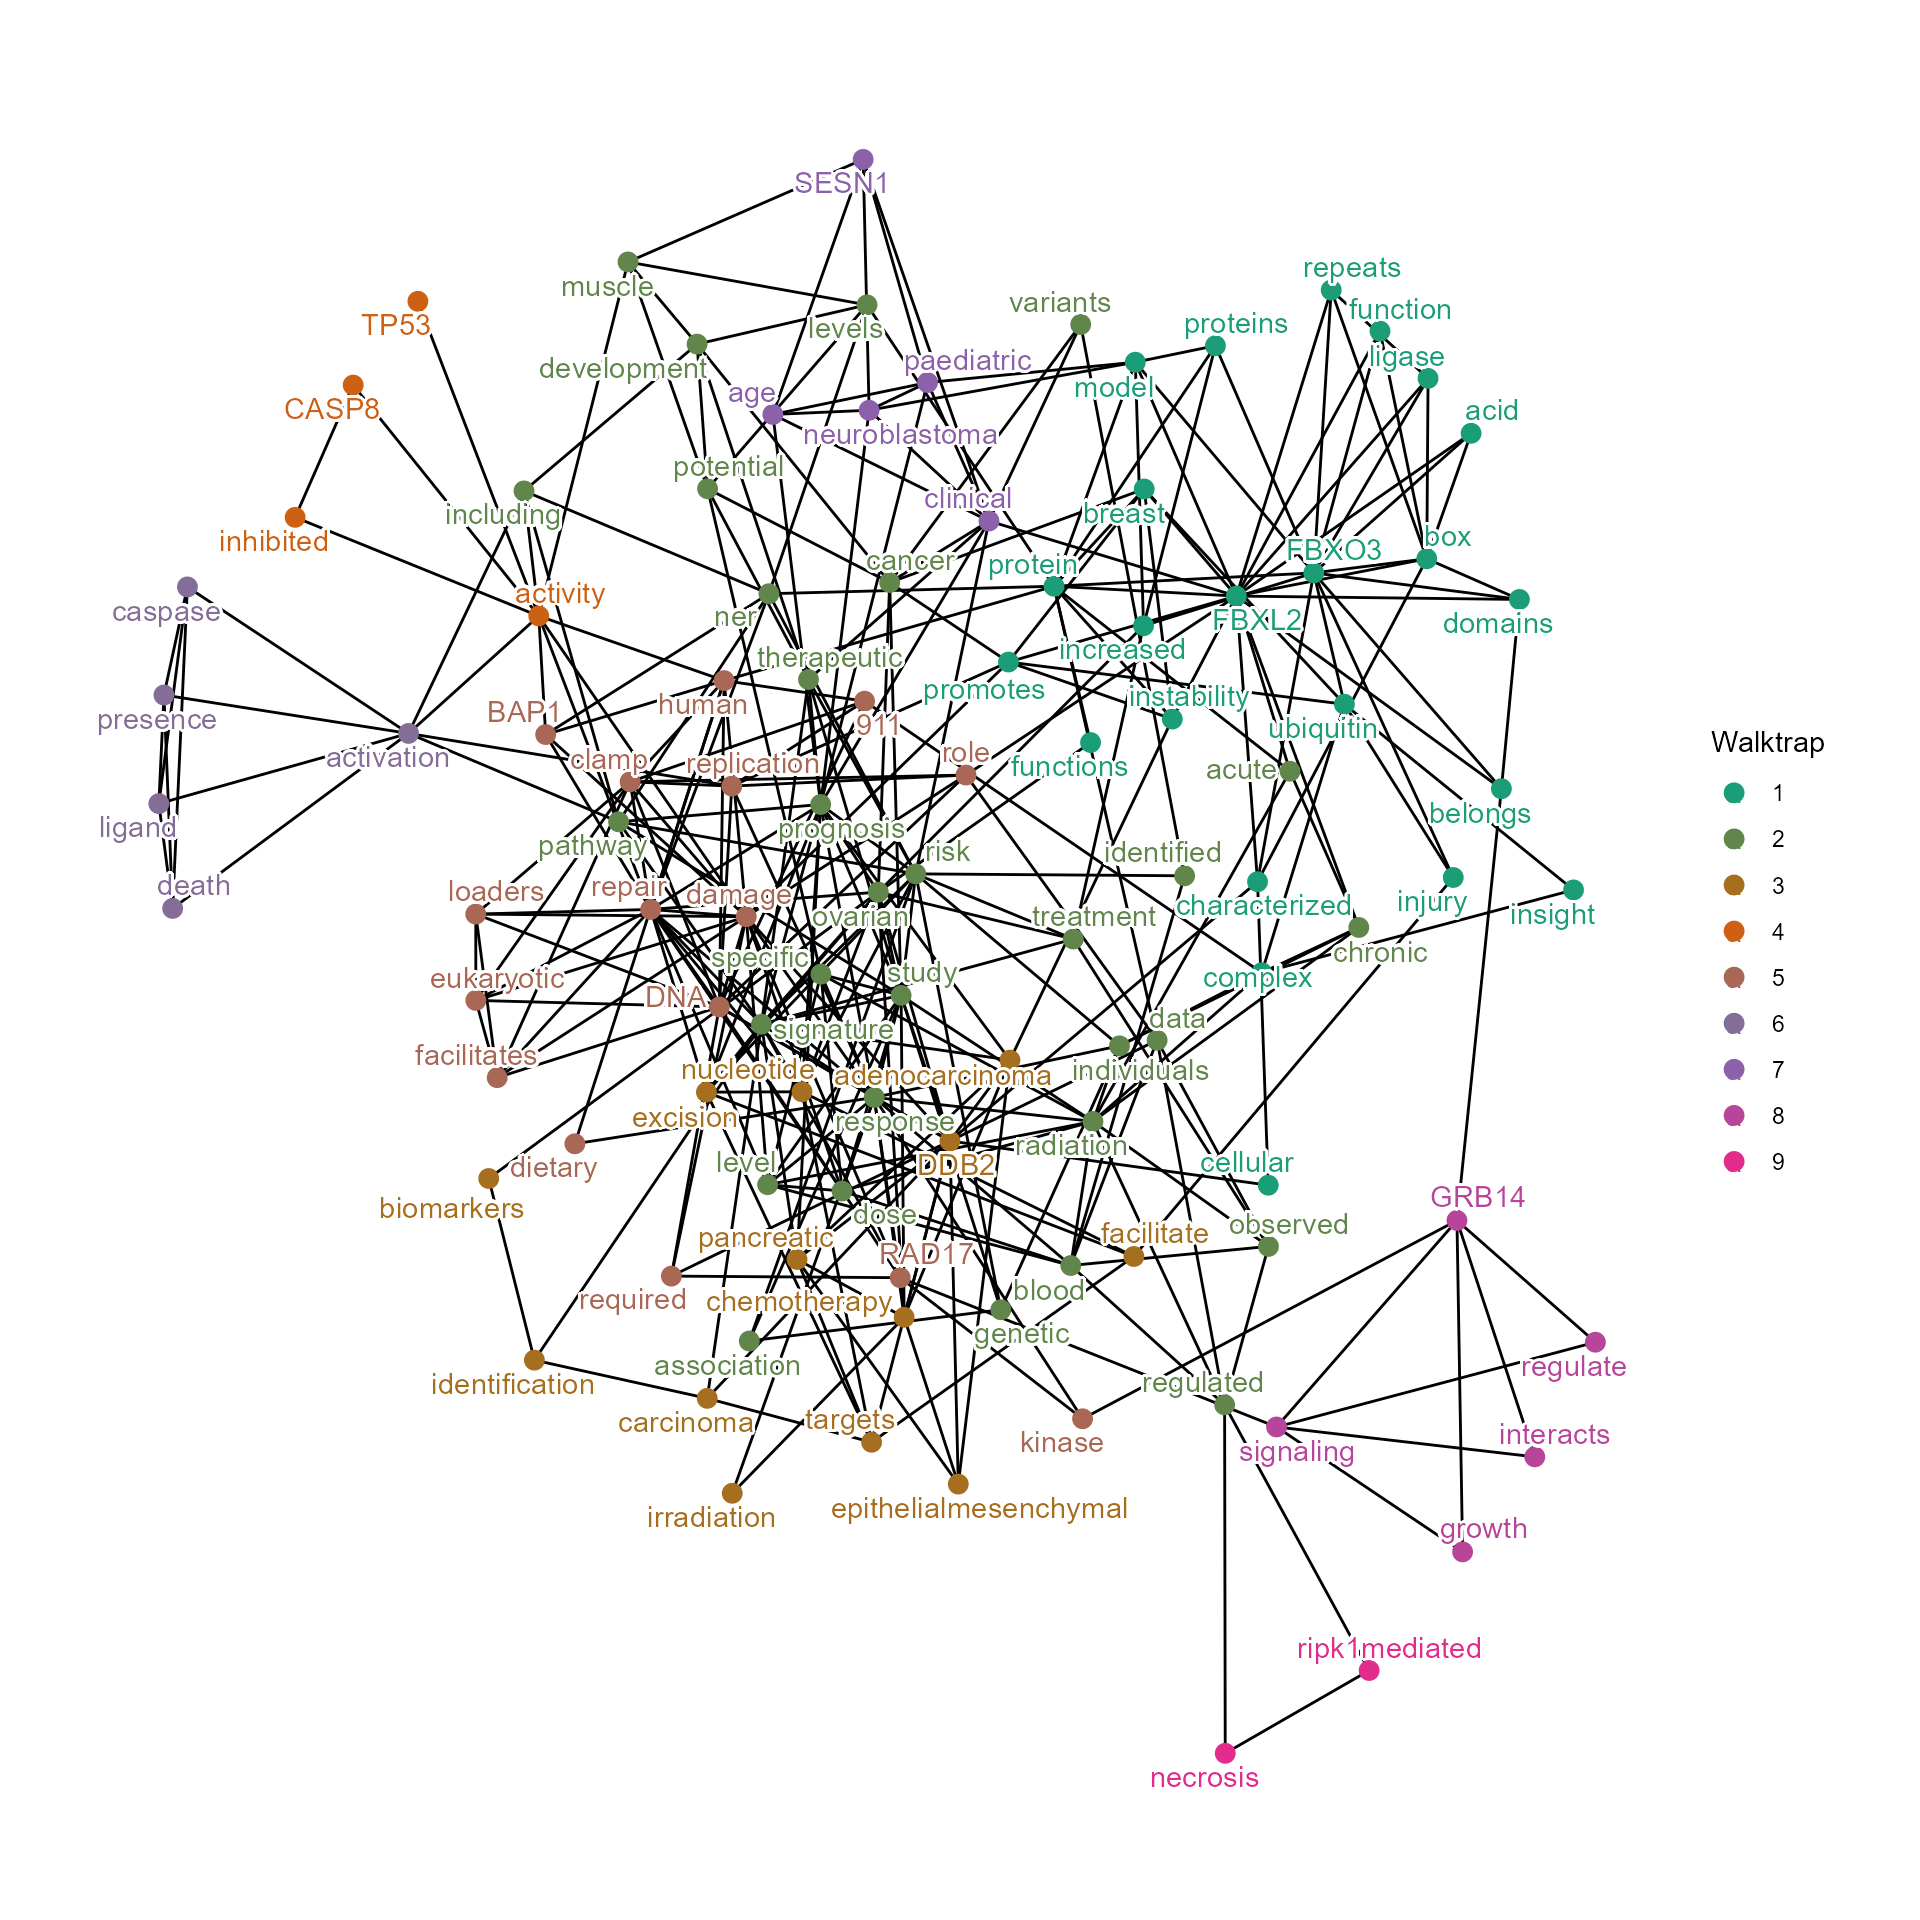 SESN1
repeats
muscle
variants
function
TP53
levels
proteins
ligase
development
paediatric
model
age
CASP8
acid
neuroblastoma
potential
clinical
including
breast
inhibited
box
FBXO3
cancer
protein
activity
caspase
ner
FBXL2
domains
therapeutic
increased
promotes
instability
human
presence
BAP1
911
ubiquitin
Walktrap
activation
clamp
replication
role
functions
acute
1
belongs
ligand
prognosis
2
pathway
risk
identified
death
loaders
repair
damage
3
characterized
injury
ovarian
treatment
insight
4
specific
chronic
eukaryotic
study
complex
5
DNA
signature
data
6
facilitates
nucleotide
adenocarcinoma
individuals
7
excision
response
radiation
8
dietary
level
DDB2
cellular
9
biomarkers
dose
GRB14
pancreatic
facilitate
observed
RAD17
required
chemotherapy
blood
genetic
association
regulate
identification
regulated
carcinoma
targets
interacts
kinase
signaling
irradiation
epithelialmesenchymal
growth
ripk1mediated
necrosis